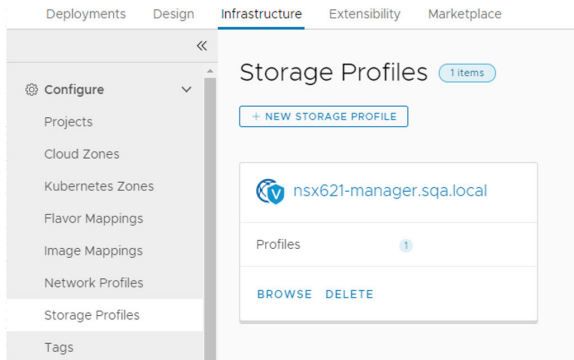 Deployments Design Infrastructure Extensibility Marketplace
«
Configure
Projects
Cloud Zones
Kubernetes Zones
Flavor Mappings
Image Mappings
Network Profiles
Storage Profiles
Tags
Storage Profiles 1 items
+ NEW STORAGE PROFILE
nsx621-manager.sqa.local
Profiles 1
BROWSE DELETE